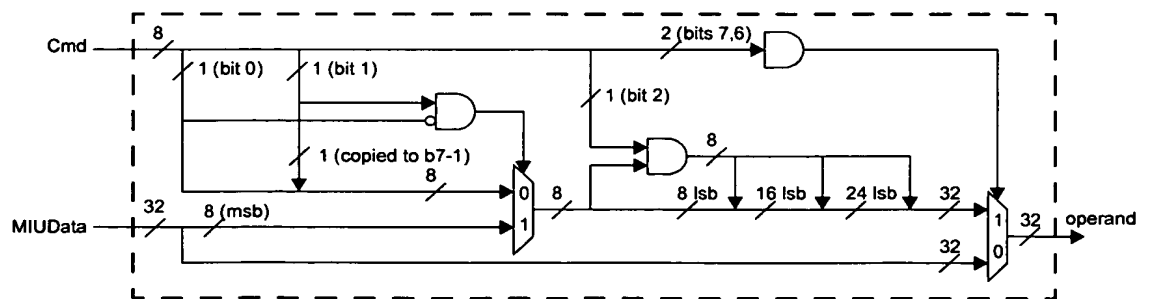 Cmd
8
2 (bits 7,6)
1 (bit 0)
1 (bit 1)
1 (bit 2)
1 (copied to b7-1)
8
8
0
1
8
8 lsb
16 lsb
24 lsb
32
MIUData
32
8 (msb)
1
0
32
operand
32